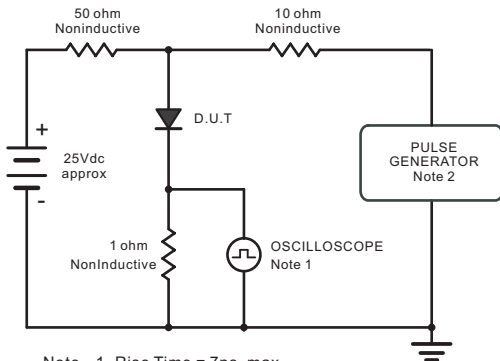 50 ohm
Noninductive
10 ohm
Noninductive
D.U.T
+
25Vdc
approx
-
PULSE
GENERATOR
Note 2
1 ohm
NonInductive
OSCILLOSCOPE
Note 1